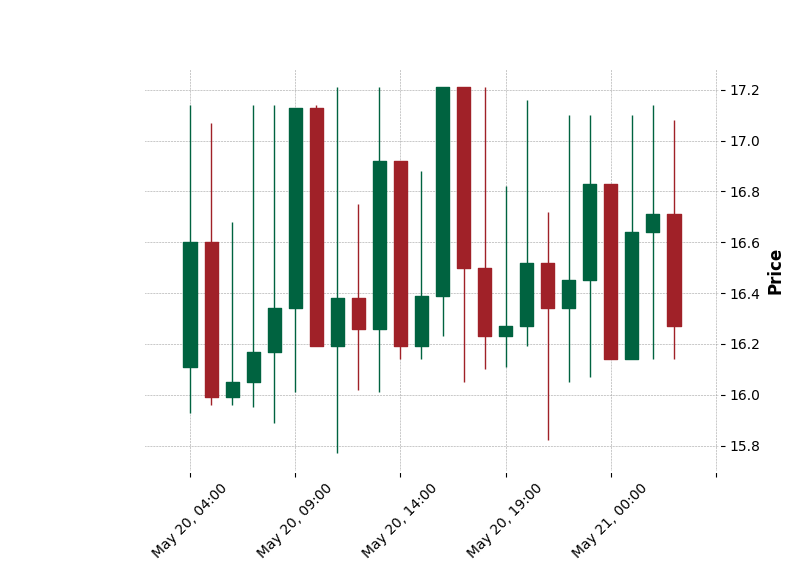 17.2
17.0
16.8
16.6
16.4
16.2
16.0
15.8
Price
May 20, 04:00
May 20, 09:00
May 20, 14:00
May 20, 19:00
May 21, 00:00